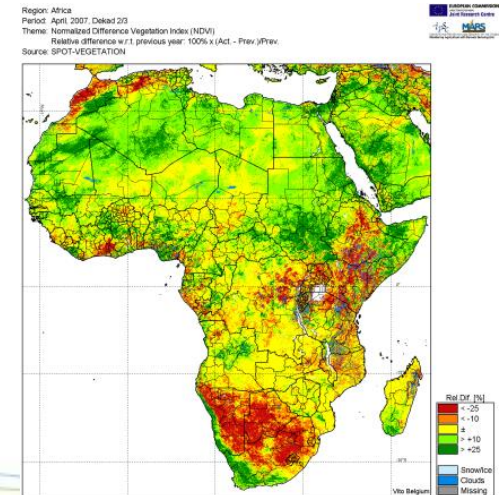 Region: Africa
Period: April, 2007, Dekad 2/3
Theme: Normalized Difference Vegetation Index (NDVI)
Relative difference w.r.t. previous year: 100% x (Act. - Prev.)/Prev.
Source: SPOT-VEGETATION
EUROPEAN COMMISSION
Joint Research Centre
MARS
Rel.Dif. [%]
< -25
< -10
±
> +10
> +25
Snow/Ice
Clouds
Missing
Vito Belgium